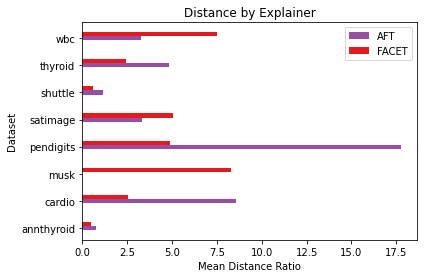 Distance by Explainer
AFT
FACET
wbc
thyroid
shuttle
satimage
pendigits
musk
cardio
annthyroid
Dataset
0.0 2.5 5.0 7.5 10.0 12.5 15.0 17.5
Mean Distance Ratio